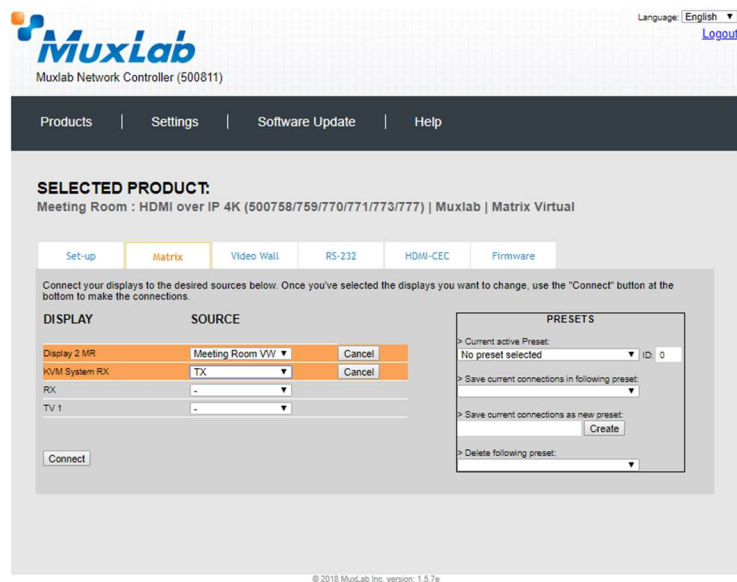 Language: English
Logout
MuxLab
Muxlab Network Controller (500811)
Products | Settings | Software Update | Help
SELECTED PRODUCT:
Meeting Room : HDMI over IP 4K (500758/759/770/771/773/777) | Muxlab | Matrix Virtual
Set-up Matrix Video Wall RS-232 HDMI-CEC Firmware
Connect your displays to the desired sources below. Once you've selected the displays you want to change, use the "Connect" button at the
bottom to make the connections.
DISPLAY SOURCE
Display 2 MR Meeting Room VW Cancel
KVM System RX TX Cancel
RX -
TV 1 -
Connect
PRESETS
> Current active Preset:
No preset selected ID: 0
> Save current connections in following preset:
> Save current connections as new preset:
Create
> Delete following preset:
© 2018 MuxLab Inc. version: 1.5.7e